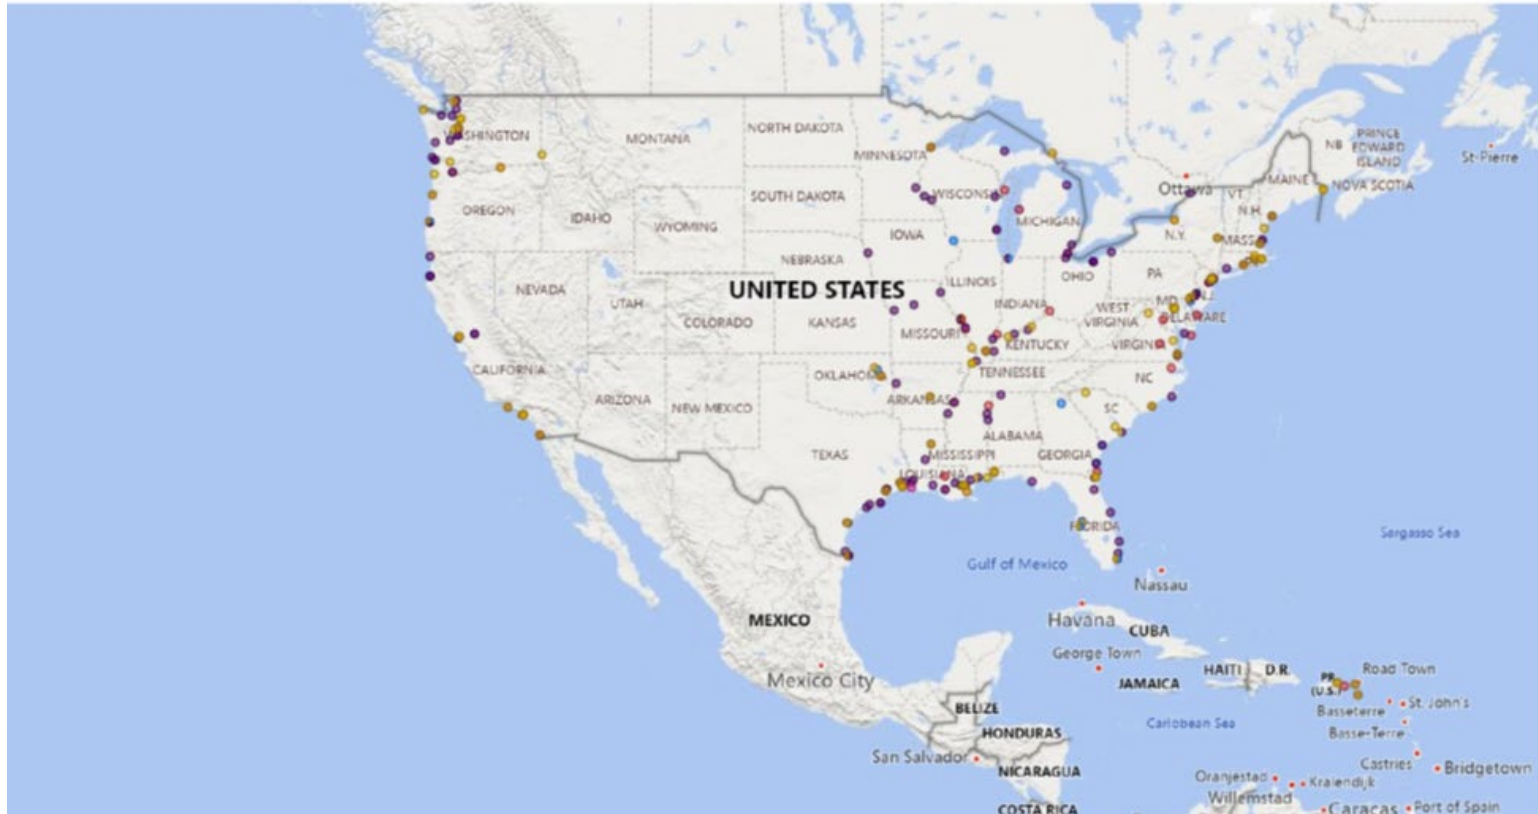 NB
PRINCE
EDWARD
ISLAND
WASHINGTON
MONTANA
NORTH DAKOTA
MINNESOTA
St-Pierre
Ottawa
MAINE
NOVA SCOTIA
VT.
N.H.
SOUTH DAKOTA
WISCONSIN
MICHIGAN
OREGON
IDAHO
WYOMING
IOWA
N.Y.
MASS
NEBRASKA
ILLINOIS
OHIO
PA
NEVADA
UTAH
UNITED STATES
INDIANA
MD
N.J.
COLORADO
KANSAS
MISSOURI
WEST
VIRGINIA
DELAWARE
KENTUCKY
VIRGINIA
CALIFORNIA
OKLAHOMA
TENNESSEE
NC
ARIZONA
NEW MEXICO
ARKANSAS
SC
ALABAMA
TEXAS
MISSISSIPPI
GEORGIA
LOUISIANA
FLORIDA
Sargasso Sea
Gulf of Mexico
Nassau
MEXICO
Havana
CUBA
George Town
Mexico City
HAITI
D.R.
PR
(U.S.)
Road Town
JAMAICA
BELIZE
Basseterre
St. John's
Caribbean Sea
Basse-Terre
HONDURAS
San Salvador
Castries
NICARAGUA
Bridgetown
Oranjestad
Kralendijk
Willemstad
COSTA RICA
Caracas
Port of Spain